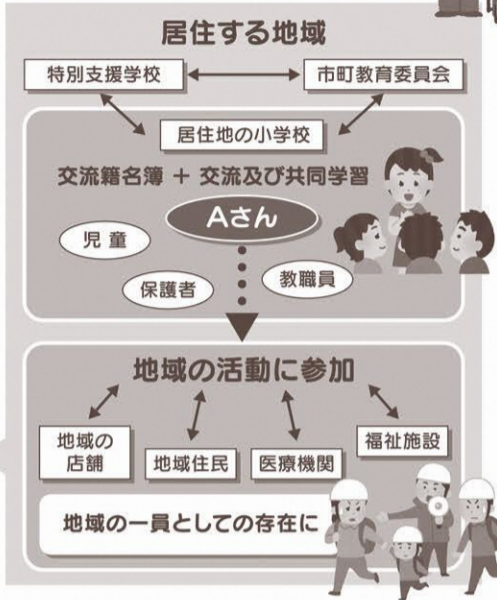 居住する地域
特別支援学校
市町教育委員会
居住地の小学校
交流籍名簿 + 交流及び共同学習
Aさん
児童
保護者
教職員
地域の活動に参加
地域の
店舗
地域住民
医療機関
福祉施設
地域の一員としての存在に